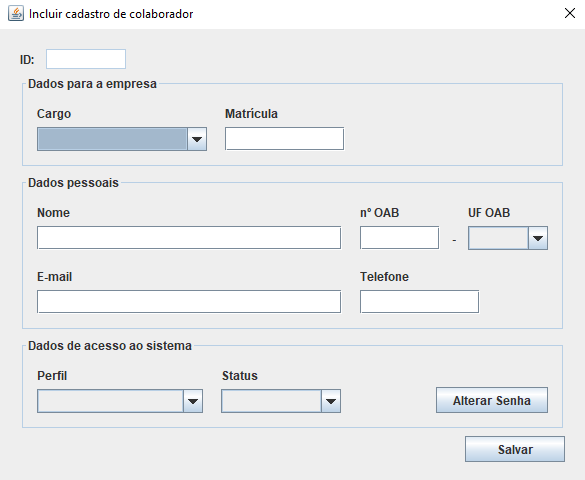 Incluir cadastro de colaborador
ID:
Dados para a empresa
Cargo Matrícula
Dados pessoais
Nome nº OAB UF OAB
-
E-mail Telefone
Dados de acesso ao sistema
Perfil Status
Alterar Senha
Salvar